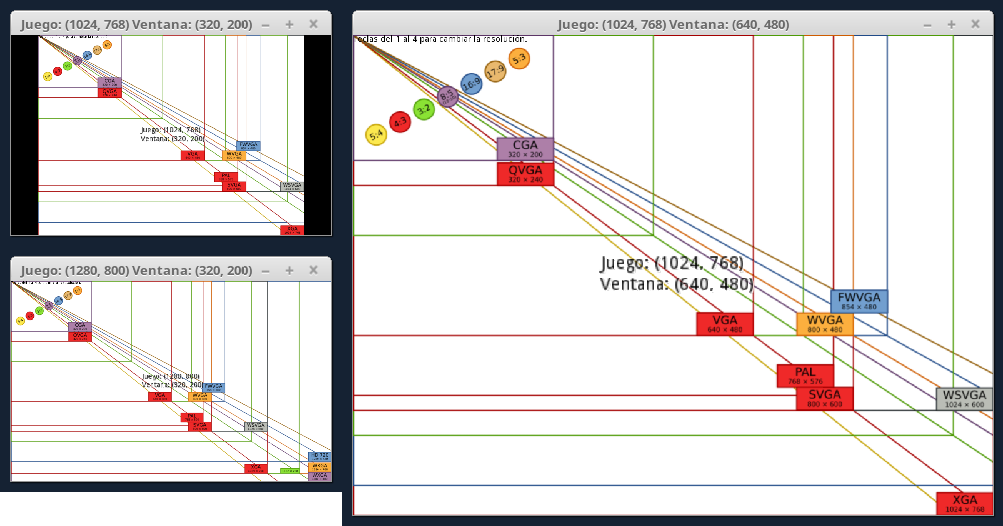 Juego: (1024, 768) Ventana: (320, 200)
CGA
QVGA
Juego: (1024, 768)
Ventana: (320, 200)
FWVGA
VGA
WVGA
PAL
SVGA
WSVGA
XGA
Juego: (1280, 800) Ventana: (320, 200)
CGA
QVGA
Juego: (1280, 800)
Ventana: (320, 200)
FWVGA
VGA
WVGA
PAL
SVGA
WSVGA
HD 720
XGA
WXGA
WXGA
Juego: (1024, 768) Ventana: (640, 480)
del 1 al 4 para cambiar la resolución.
5:3
17:9
16:9
8:5
3:2
4:3
5:4
CGA
320 × 200
QVGA
320 × 240
Juego: (1024, 768)
Ventana: (640, 480)
FWVGA
854 × 480
VGA
640 × 480
WVGA
800 × 480
PAL
768 × 576
SVGA
800 × 600
WSVGA
1024 × 600
XGA
1024 × 768